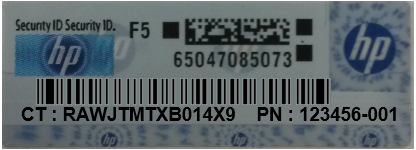 Security ID Security ID. F5
hp hp
65047085073
CT : RAWJTMTXB014X9 PN : 123456-001